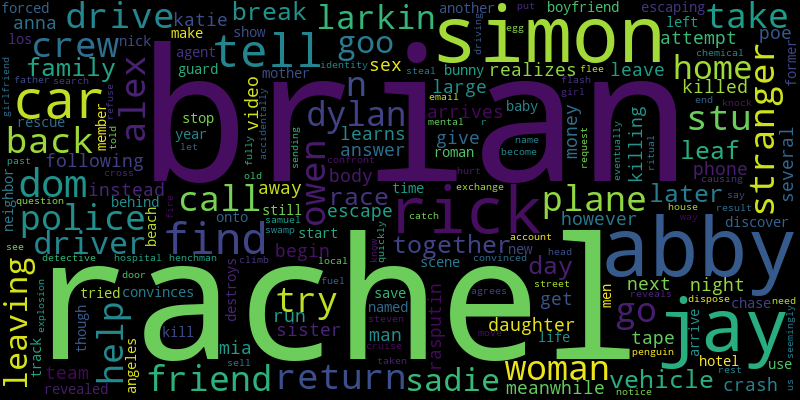 forced
anna
drive
katie
break
larkin
another
boyfriend
escaping
take
los
crew
nick
make
agent
show
tell
goo
egg
driving
put
simon
left
attempt
poe
former
girlfriend
family
father
search
guard
mother
identity
sex
steal
bunny
realizes
flee
leave
home
car
alex
brian
video
n
large
email
baby
flash
girl
chemical
killed
end
knock
stranger
member
told
refuse
stop
year
let
accidentally
sending
dylan
arrives
mental
r
money
request
stu
back
rescue
cross
fully
learns
answer
give
roman
name
become
eventually
killing
ritual
leaf
following
past
confront
hurt
phone
causing
say
several
dom
instead
old
away
owen
body
race
time
exchange
rick
plane
later
house
result
way
discover
neighbor
question
police
behind
beach
call
still
samuel
swamp
escape
start
catch
quickly
however
driver
onto
fire
find
begin
together
account
new
abby
see
detective
hospital
henchman
climb
local
know
scene
convinced
head
day
next
night
reveals
chase
need
leaving
explosion
door
rachel
tried
convinces
destroys
try
fuel
save
named
agrees
street
get
men
go
dispose
jay
arrive
seemingly
help
though
kill
run
man
steven
rasputin
daughter
life
tape
penguin
track
angeles
mia
sister
cruise
move
woman
hotel
rest
use
team
revealed
friend
sell
return
taken
sadie
meanwhile
vehicle
notice
crash
us